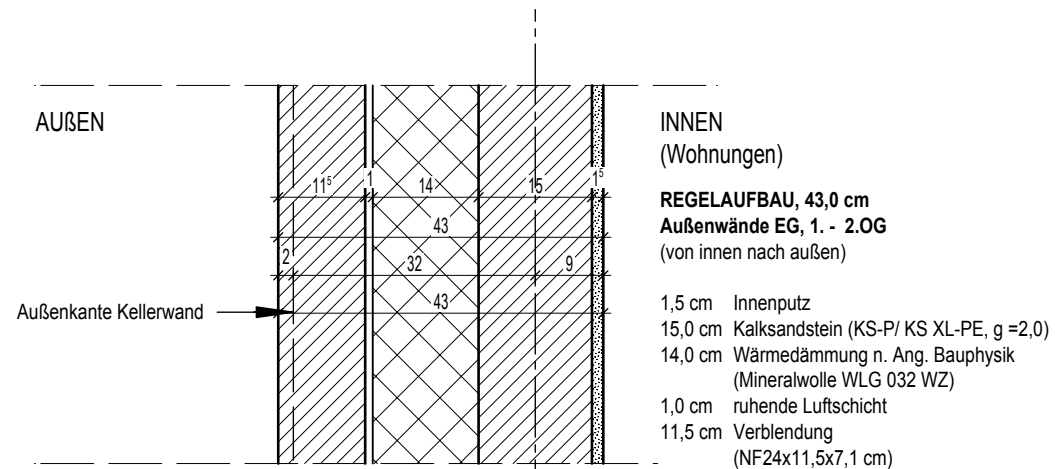 AUßEN
INNEN
(Wohnungen)
11⁵ 1 14 15 1⁵
43
2 32 9
43
Außenkante Kellerwand
REGELAUFBAU, 43,0 cm
Außenwände EG, 1. - 2.OG
(von innen nach außen)
1,5 cm Innenputz
15,0 cm Kalksandstein (KS-P/ KS XL-PE, g =2,0)
14,0 cm Wärmedämmung n. Ang. Bauphysik
(Mineralwolle WLG 032 WZ)
1,0 cm ruhende Luftschicht
11,5 cm Verblendung
(NF24x11,5x7,1 cm)